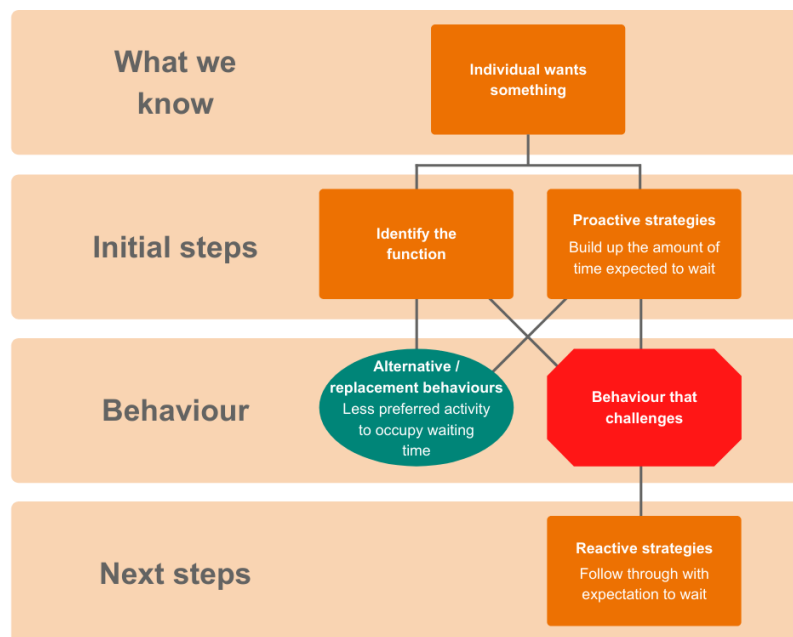 What we
know
Individual wants
something
Initial steps
Identify the
function
Proactive strategies
Build up the amount of
time expected to wait
Behaviour
Alternative /
replacement behaviours
Less preferred activity
to occupy waiting
time
Behaviour that
challenges
Next steps
Reactive strategies
Follow through with
expectation to wait